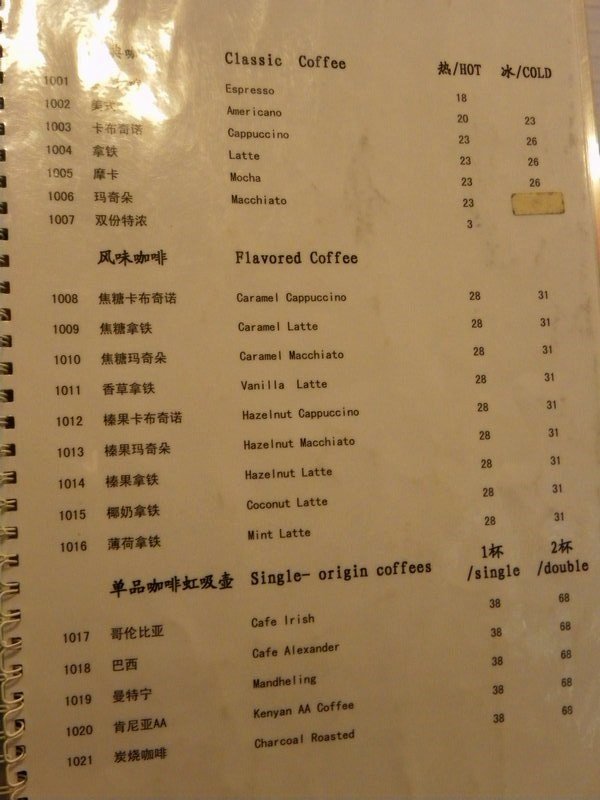 Classic Coffee 热/HOT 冰/COLD
1001 Espresso 18
1002 美式 Americano 20 23
1003 卡布奇诺 Cappuccino 23 26
1004 拿铁 Latte 23 26
1005 摩卡 Mocha 23 26
1006 玛奇朵 Macchiato 23
1007 双份特浓 3
风味咖啡 Flavored Coffee
1008 焦糖卡布奇诺 Caramel Cappuccino 28 31
1009 焦糖拿铁 Caramel Latte 28 31
1010 焦糖玛奇朵 Caramel Macchiato 28 31
1011 香草拿铁 Vanilla Latte 28 31
1012 榛果卡布奇诺 Hazelnut Cappuccino 28 31
1013 榛果玛奇朵 Hazelnut Macchiato 28 31
1014 榛果拿铁 Hazelnut Latte 28 31
1015 椰奶拿铁 Coconut Latte 28 31
1016 薄荷拿铁 Mint Latte 28 31
单品咖啡虹吸壶 Single- origin coffees 1杯/single 2杯/double
1017 哥伦比亚 Cafe Irish 38 68
1018 巴西 Cafe Alexander 38 68
1019 曼特宁 Mandheling 38 68
1020 肯尼亚AA Kenyan AA Coffee 38 68
1021 炭烧咖啡 Charcoal Roasted 38 68